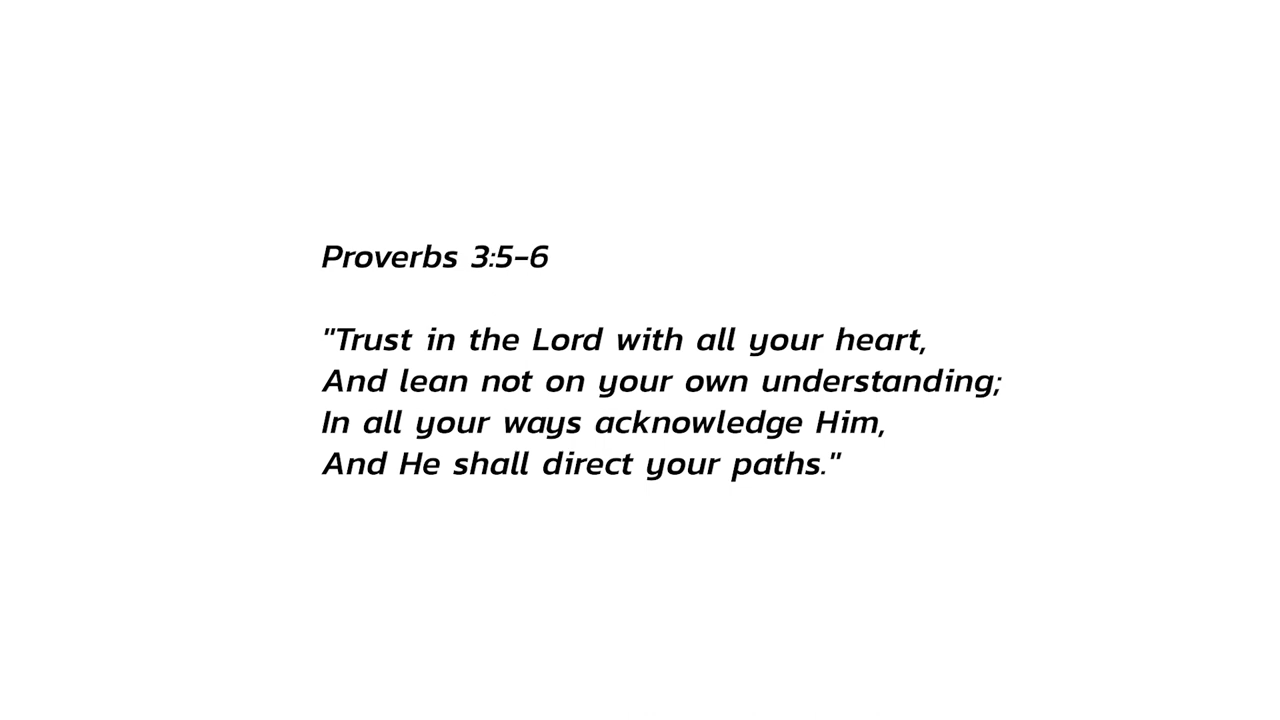 Proverbs 3:5-6
"Trust in the Lord with all your heart,
And lean not on your own understanding;
In all your ways acknowledge Him,
And He shall direct your paths."